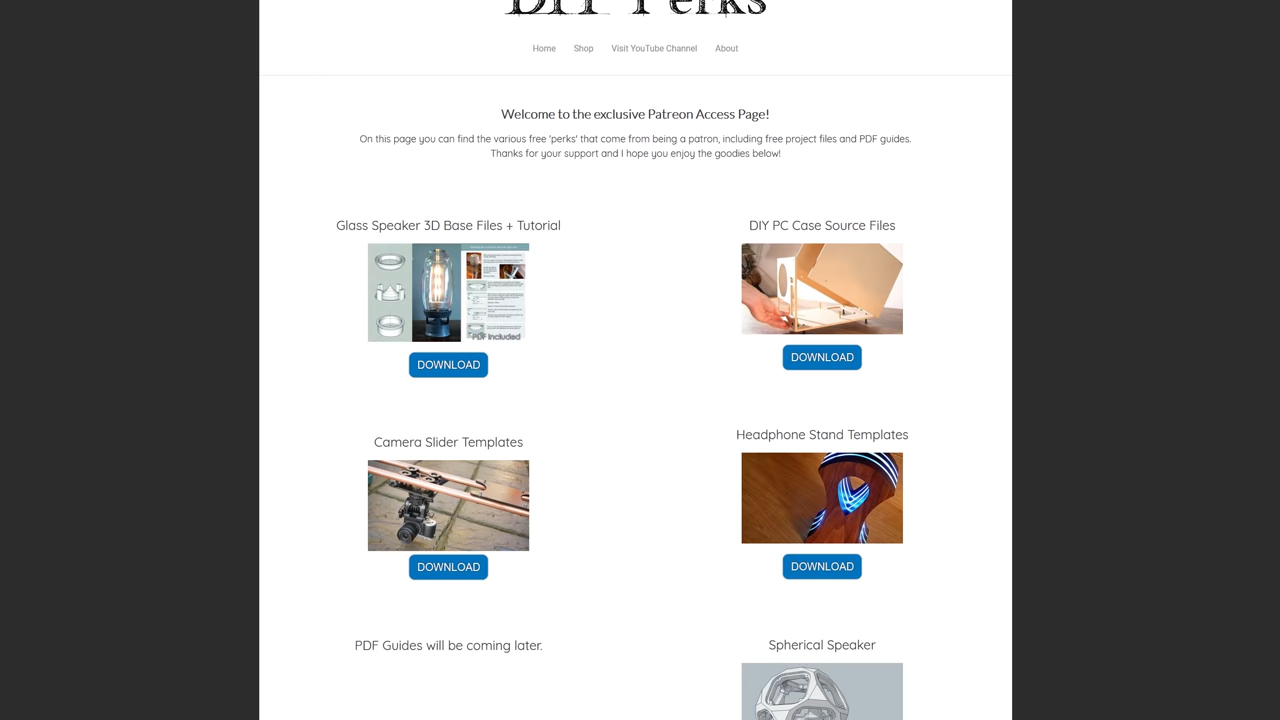 DIY Perks
Home Shop Visit YouTube Channel About
Welcome to the exclusive Patreon Access Page!
On this page you can find the various free 'perks' that come from being a patron, including free project files and PDF guides.
Thanks for your support and I hope you enjoy the goodies below!
Glass Speaker 3D Base Files + Tutorial
PDF Included
DOWNLOAD
DIY PC Case Source Files
DOWNLOAD
Camera Slider Templates
DOWNLOAD
Headphone Stand Templates
DOWNLOAD
PDF Guides will be coming later.
Spherical Speaker